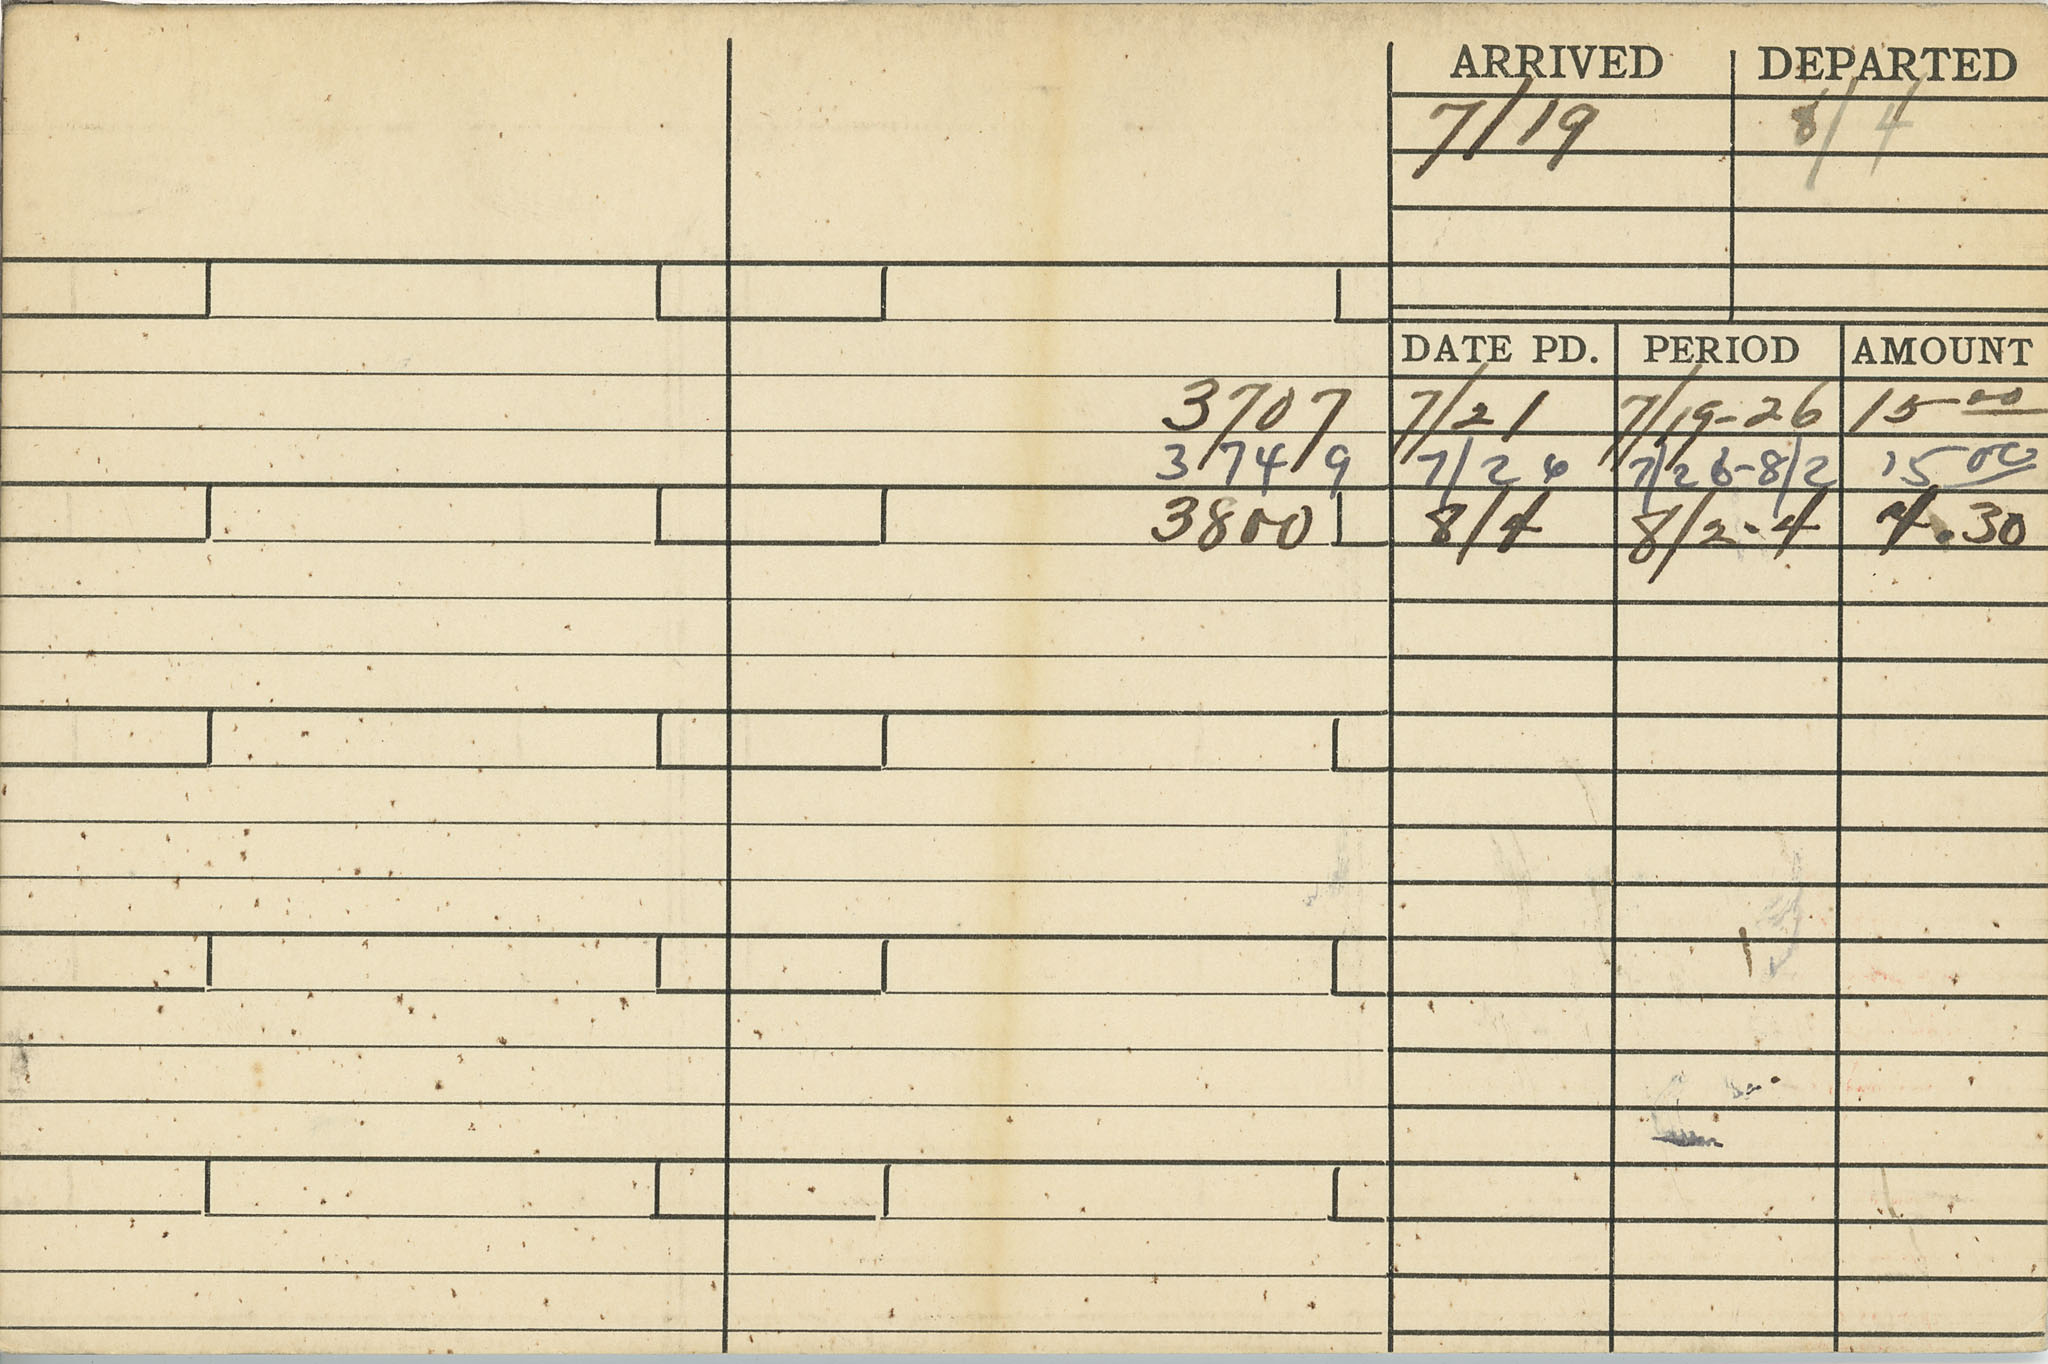 ARRIVED DEPARTED
7/19 8/4
DATE PD. PERIOD AMOUNT
3707 7/21 7/19-26 15 00
3749 7/26 7/26-8/2 15 00
3800 8/4 8/2-4 4.30